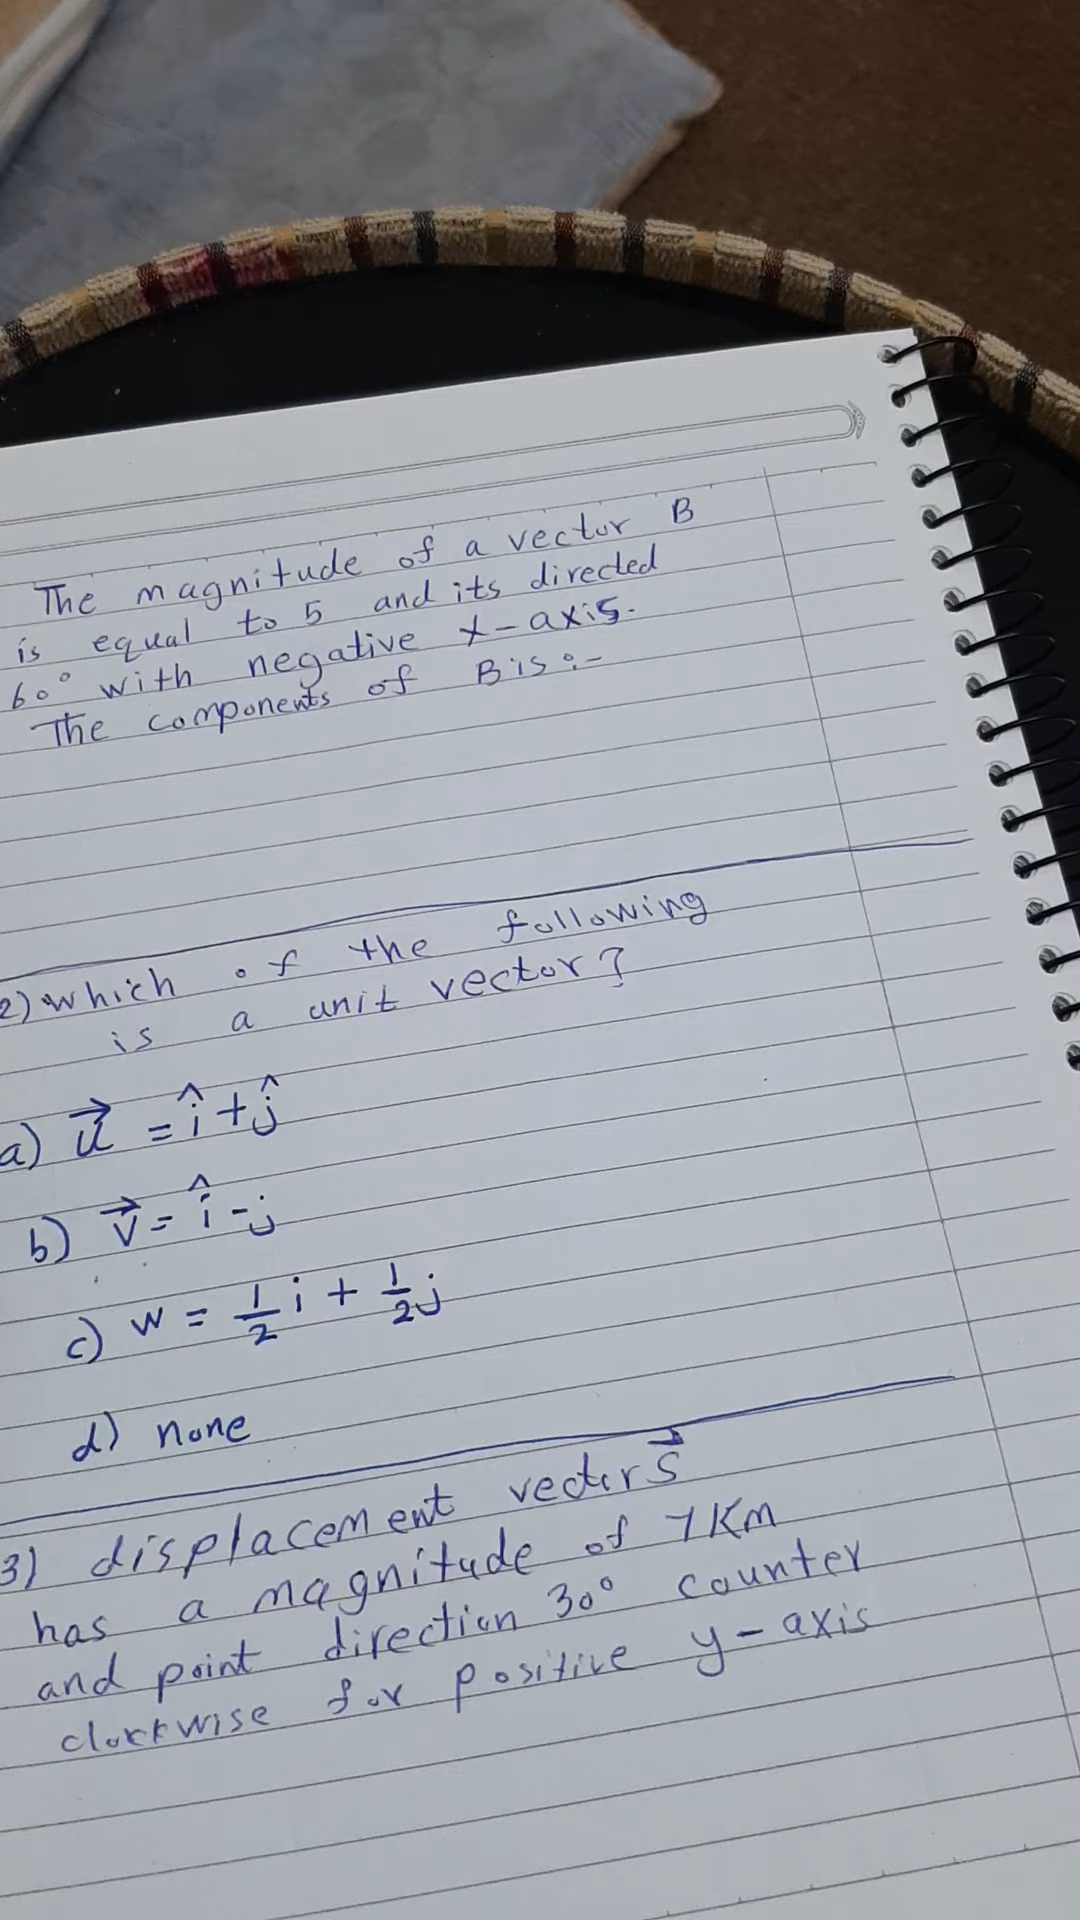 The magnitude of a vector B
is equal to 5 and its directed
60° with negative x-axis.
The components of B is :-
2) which of the following
is a unit vector?
a) u⃗ = î + ĵ
b) v⃗ = î - j
c) w = 1/2 i + 1/2 j
d) none
3) displacement vector s⃗
has a magnitude of 7 Km
and point direction 30° counter
clockwise for positive y-axis